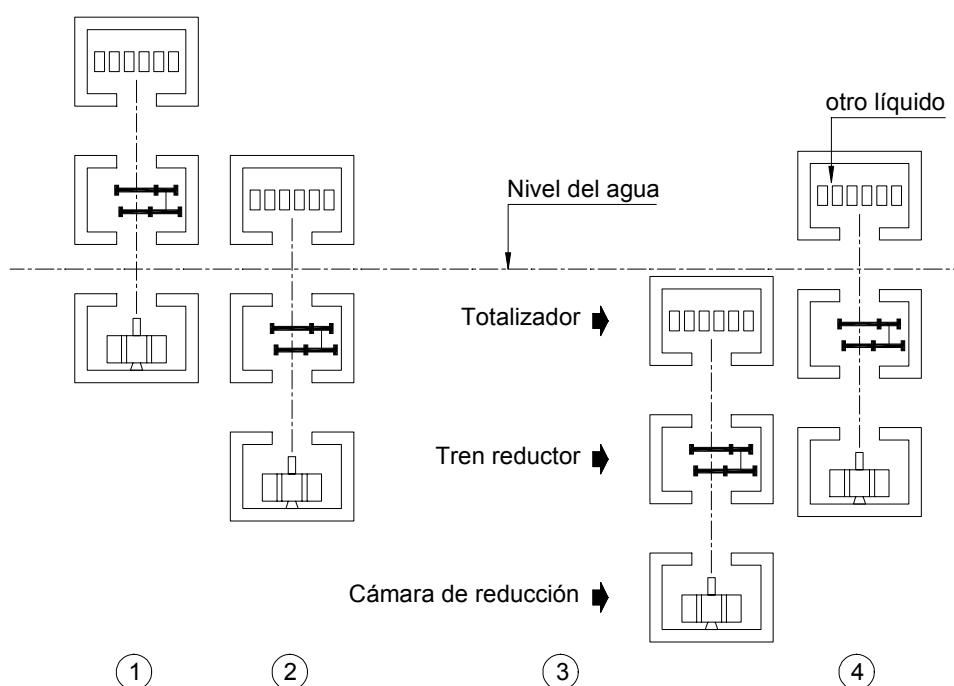 otro líquido
Nivel del agua
Totalizador
Tren reductor
Cámara de reducción
1 2 3 4